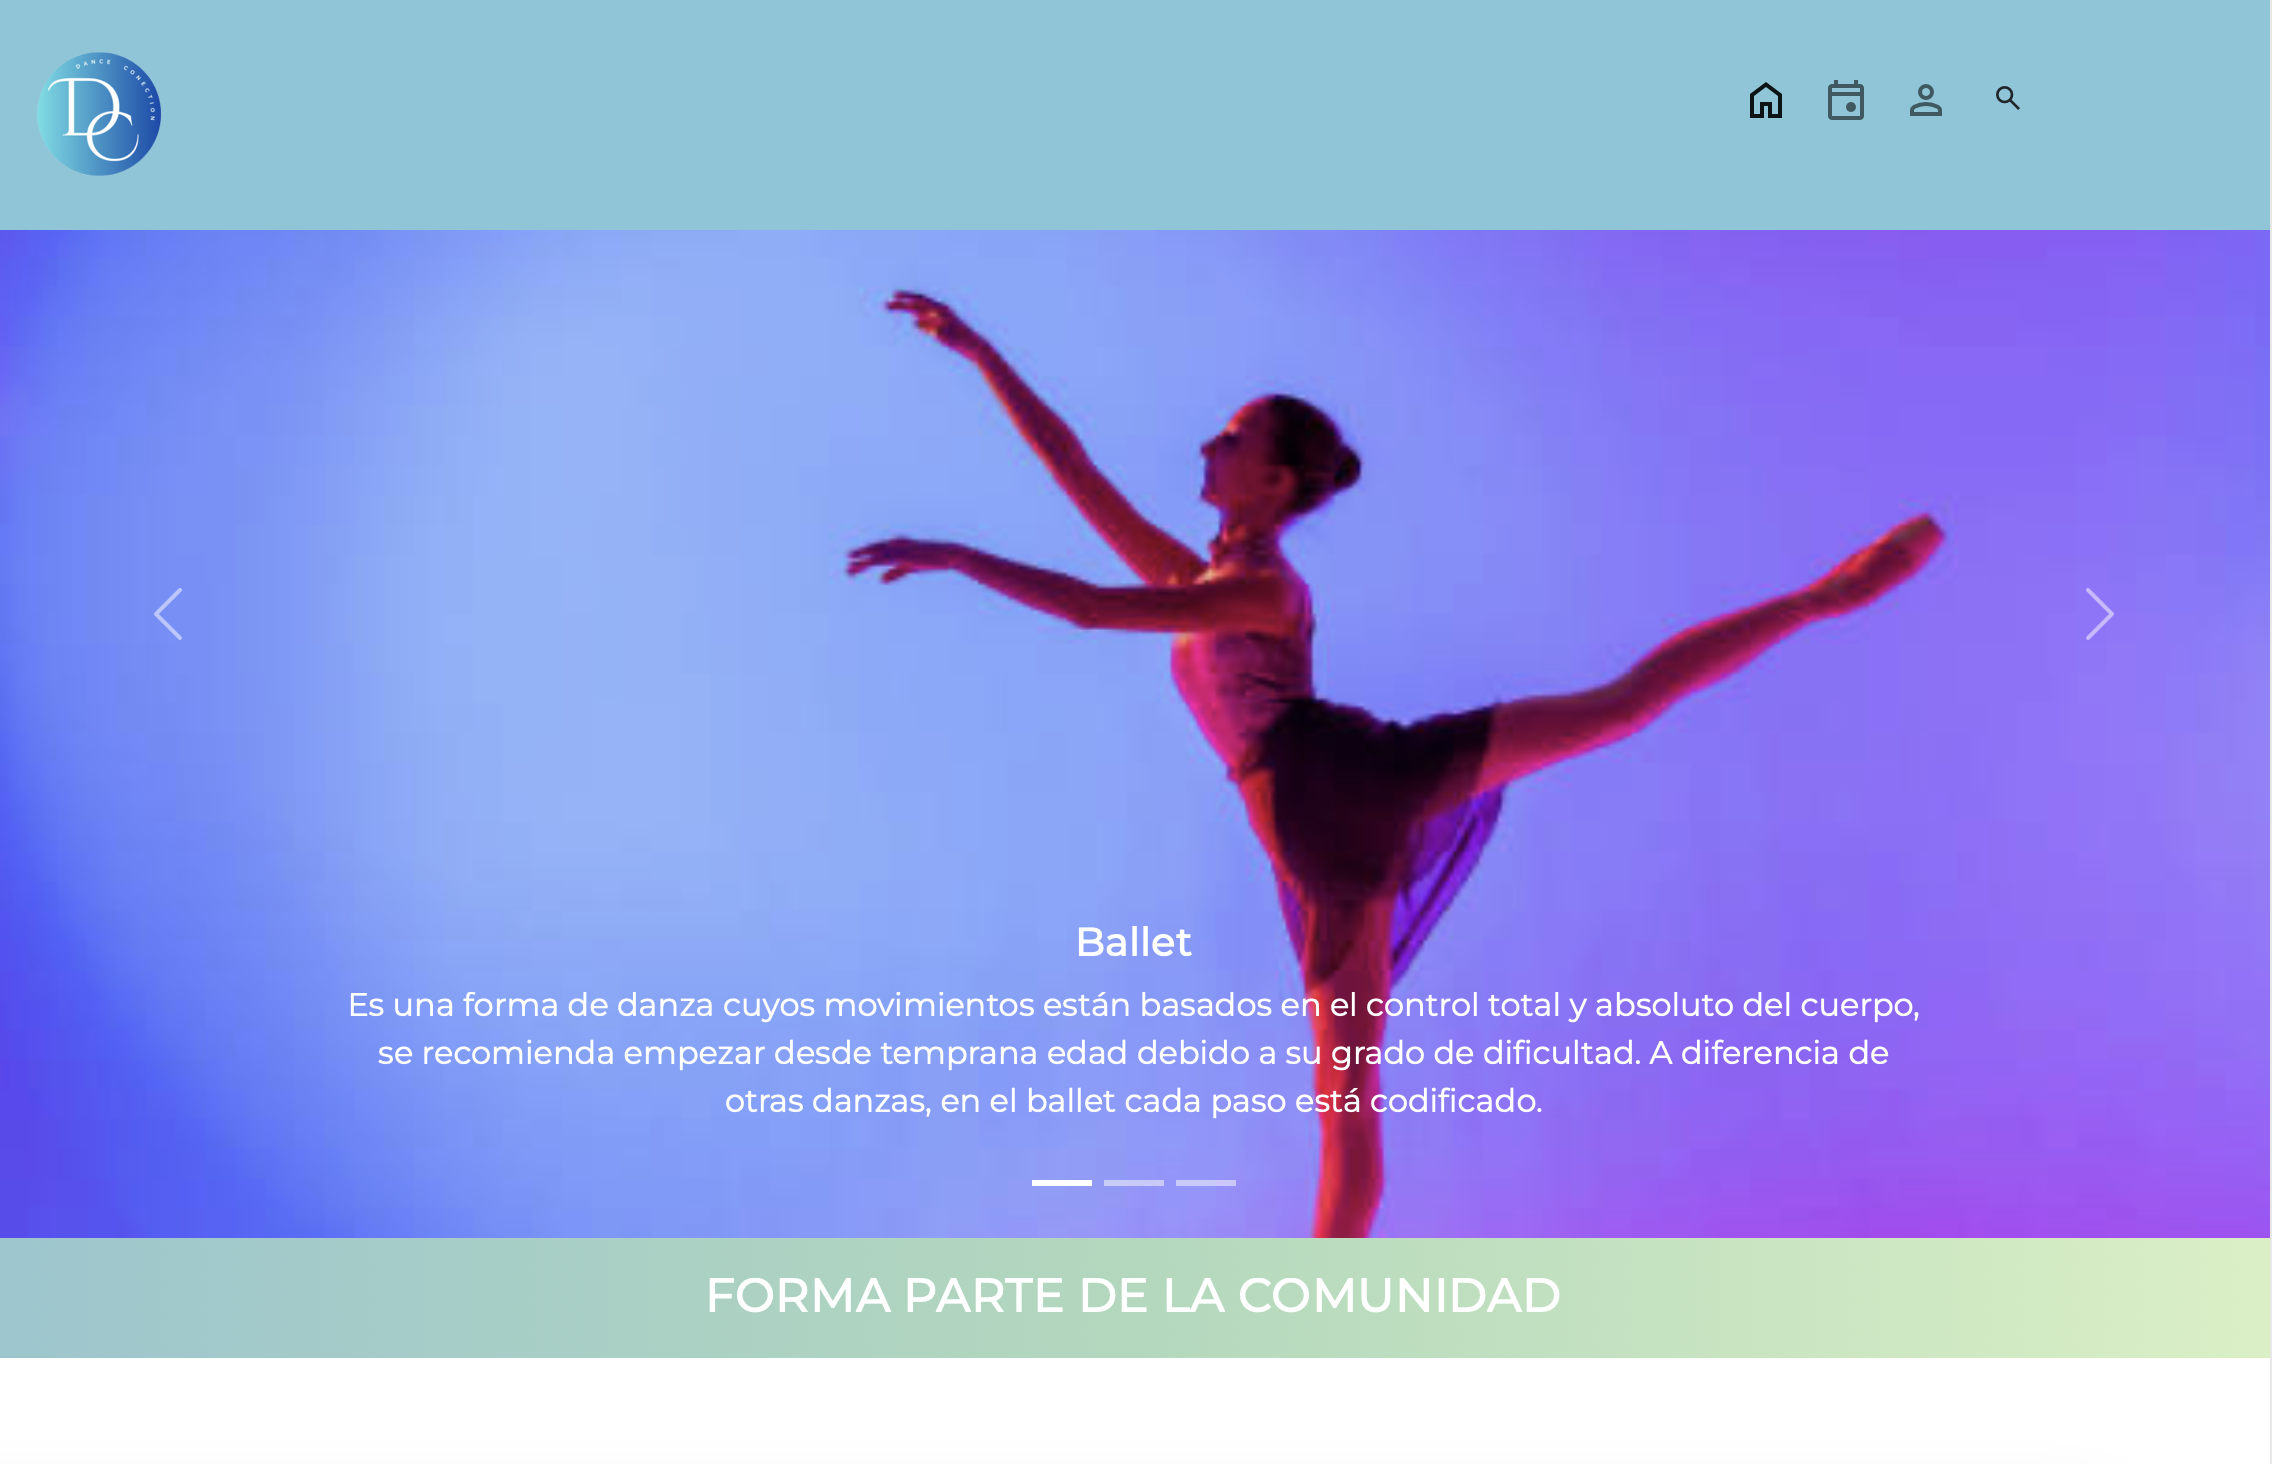 DANCE CONECTION
DC
Ballet
Es una forma de danza cuyos movimientos están basados en el control total y absoluto del cuerpo,
se recomienda empezar desde temprana edad debido a su grado de dificultad. A diferencia de
otras danzas, en el ballet cada paso está codificado.
FORMA PARTE DE LA COMUNIDAD